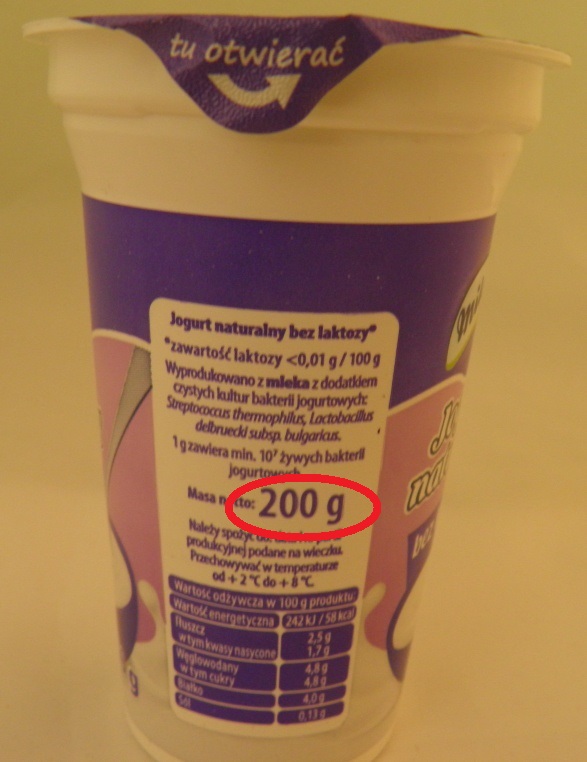 tu otwierać
Jogurt naturalny bez laktozy*
*zawartość laktozy <0,01 g / 100 g
Wyprodukowano z mleka z dodatkiem
czystych kultur bakterii jogurtowych:
Streptococcus thermophilus, Lactobacillus
delbruecki subsp. bulgaricus.
1 g zawiera min. 10⁷ żywych bakterii
jogurtowych
Masa netto: 200 g
Należy spożyć do:
produkcyjnej podane na wieczku.
Przechowywać w temperaturze
od + 2 °C do + 8 °C.
Wartość odżywcza w 100 g produktu:
Wartość energetyczna 242 kJ / 58 kcal
Tłuszcz 2,5 g
w tym kwasy nasycone 1,7 g
Węglowodany 4,8 g
w tym cukry 4,8 g
Białko 4,0 g
Sól 0,13 g